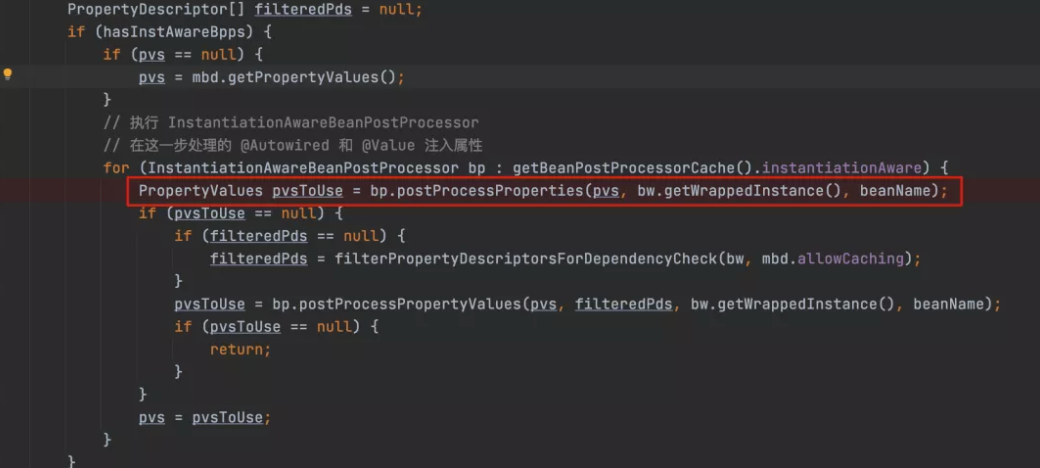 PropertyDescriptor[] filteredPds = null;
if (hasInstAwareBpps) {
if (pvs == null) {
pvs = mbd.getPropertyValues();
}
// 执行 InstantiationAwareBeanPostProcessor
// 在这一步处理的 @Autowired 和 @Value 注入属性
for (InstantiationAwareBeanPostProcessor bp : getBeanPostProcessorCache().instantiationAware) {
PropertyValues pvsToUse = bp.postProcessProperties(pvs, bw.getWrappedInstance(), beanName);
if (pvsToUse == null) {
if (filteredPds == null) {
filteredPds = filterPropertyDescriptorsForDependencyCheck(bw, mbd.allowCaching);
}
pvsToUse = bp.postProcessPropertyValues(pvs, filteredPds, bw.getWrappedInstance(), beanName);
if (pvsToUse == null) {
return;
}
}
pvs = pvsToUse;
}
}